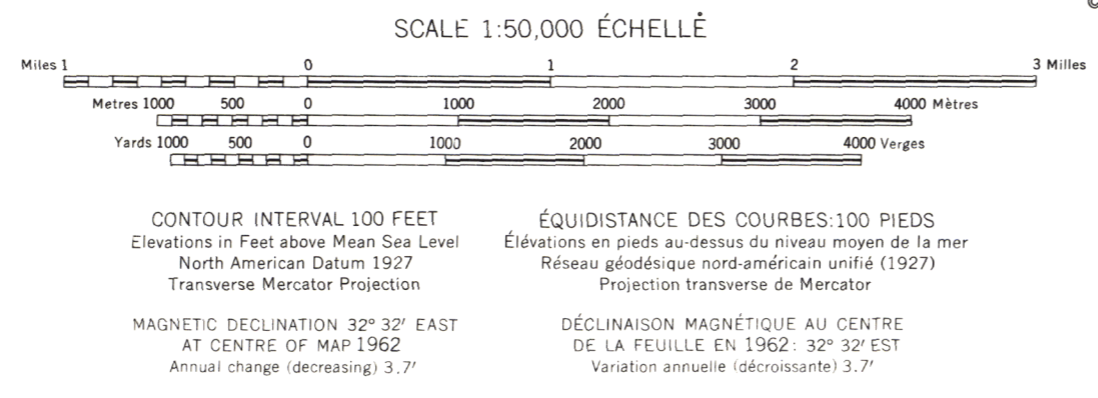 ©
SCALE 1:50,000 ÉCHELLE
Miles 1 0 1 2 3 Milles
Metres 1000 500 0 1000 2000 3000 4000 Mètres
Yards 1000 500 0 1000 2000 3000 4000 Verges
CONTOUR INTERVAL 100 FEET
Elevations in Feet above Mean Sea Level
North American Datum 1927
Transverse Mercator Projection
ÉQUIDISTANCE DES COURBES:100 PIEDS
Élévations en pieds au-dessus du niveau moyen de la mer
Réseau géodésique nord-américain unifié (1927)
Projection transverse de Mercator
MAGNETIC DECLINATION 32° 32′ EAST
AT CENTRE OF MAP 1962
Annual change (decreasing) 3.7′
DÉCLINAISON MAGNÉTIQUE AU CENTRE
DE LA FEUILLE EN 1962: 32° 32′ EST
Variation annuelle (décroissante) 3.7′